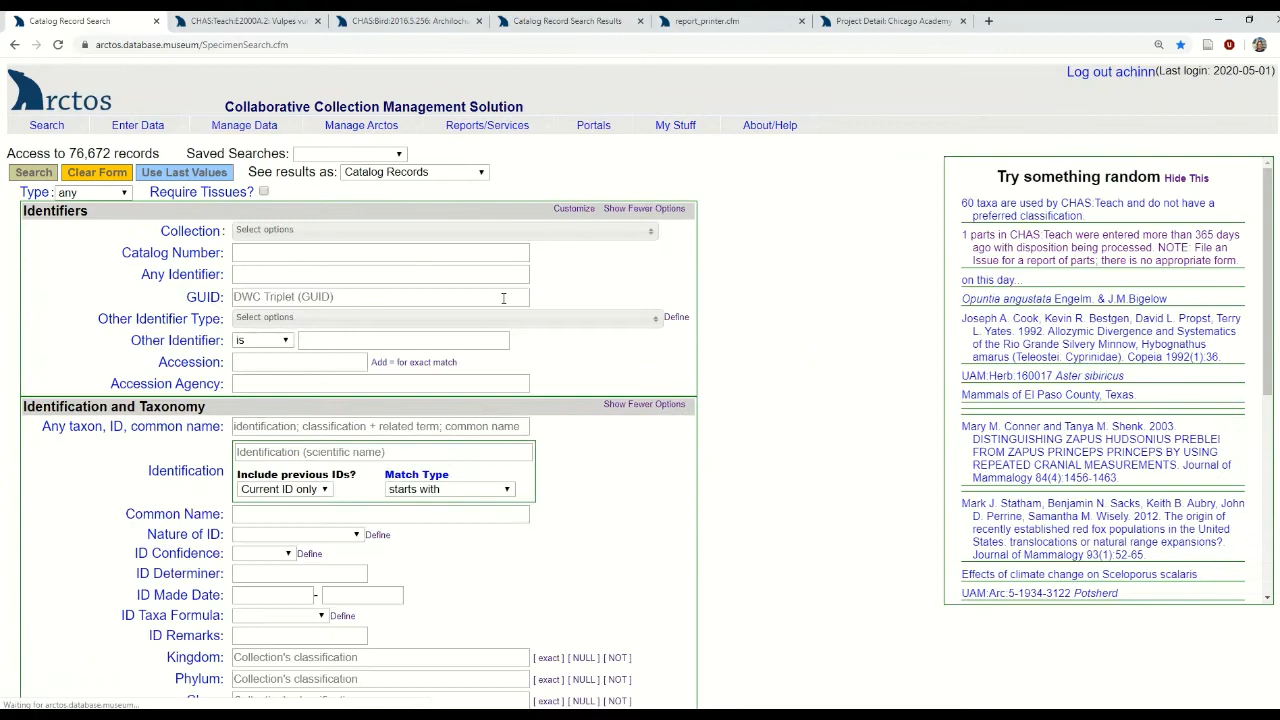 Catalog Record Search
CHAS:Teach:E2000A.2: Vulpes vul
CHAS:Bird:2016.5.256: Archiloch
Catalog Record Search Results
report_printer.cfm
Project Detail: Chicago Academy
arctos.database.museum/SpecimenSearch.cfm
Log out achinn(Last login: 2020-05-01)
Arctos
Collaborative Collection Management Solution
Search Enter Data Manage Data Manage Arctos Reports/Services Portals My Stuff About/Help
Access to 76,672 records Saved Searches:
Search Clear Form Use Last Values See results as: Catalog Records
Type: any Require Tissues?
Identifiers Customize Show Fewer Options
Collection: Select options
Catalog Number:
Any Identifier:
GUID: DWC Triplet (GUID)
Other Identifier Type: Select options Define
Other Identifier: is
Accession: Add = for exact match
Accession Agency:
Identification and Taxonomy Show Fewer Options
Any taxon, ID, common name: identification; classification + related term; common name
Identification (scientific name)
Identification
Include previous IDs? Match Type
Current ID only starts with
Common Name:
Nature of ID: Define
ID Confidence: Define
ID Determiner:
ID Made Date: -
ID Taxa Formula: Define
ID Remarks:
Kingdom: Collection's classification [ exact ] [ NULL ] [ NOT ]
Phylum: Collection's classification [ exact ] [ NULL ] [ NOT ]
[ exact ] [ NULL ] [ NOT ]
Waiting for arctos.database.museum...
Try something random Hide This
60 taxa are used by CHAS:Teach and do not have a
preferred classification.
1 parts in CHAS:Teach were entered more than 365 days
ago with disposition being processed. NOTE: File an
Issue for a report of parts; there is no appropriate form.
on this day...
Opuntia angustata Engelm. & J.M.Bigelow
Joseph A. Cook, Kevin R. Bestgen, David L. Propst, Terry
L. Yates. 1992. Allozymic Divergence and Systematics
of the Rio Grande Silvery Minnow, Hybognathus
amarus (Teleostei: Cyprinidae). Copeia 1992(1):36.
UAM:Herb:160017 Aster sibiricus
Mammals of El Paso County, Texas.
Mary M. Conner and Tanya M. Shenk. 2003.
DISTINGUISHING ZAPUS HUDSONIUS PREBLEI
FROM ZAPUS PRINCEPS PRINCEPS BY USING
REPEATED CRANIAL MEASUREMENTS. Journal of
Mammalogy 84(4):1456-1463.
Mark J. Statham, Benjamin N. Sacks, Keith B. Aubry, John
D. Perrine, Samantha M. Wisely. 2012. The origin of
recently established red fox populations in the United
States: translocations or natural range expansions?.
Journal of Mammalogy 93(1):52-65.
Effects of climate change on Sceloporus scalaris
UAM:Arc:5-1934-3122 Potsherd